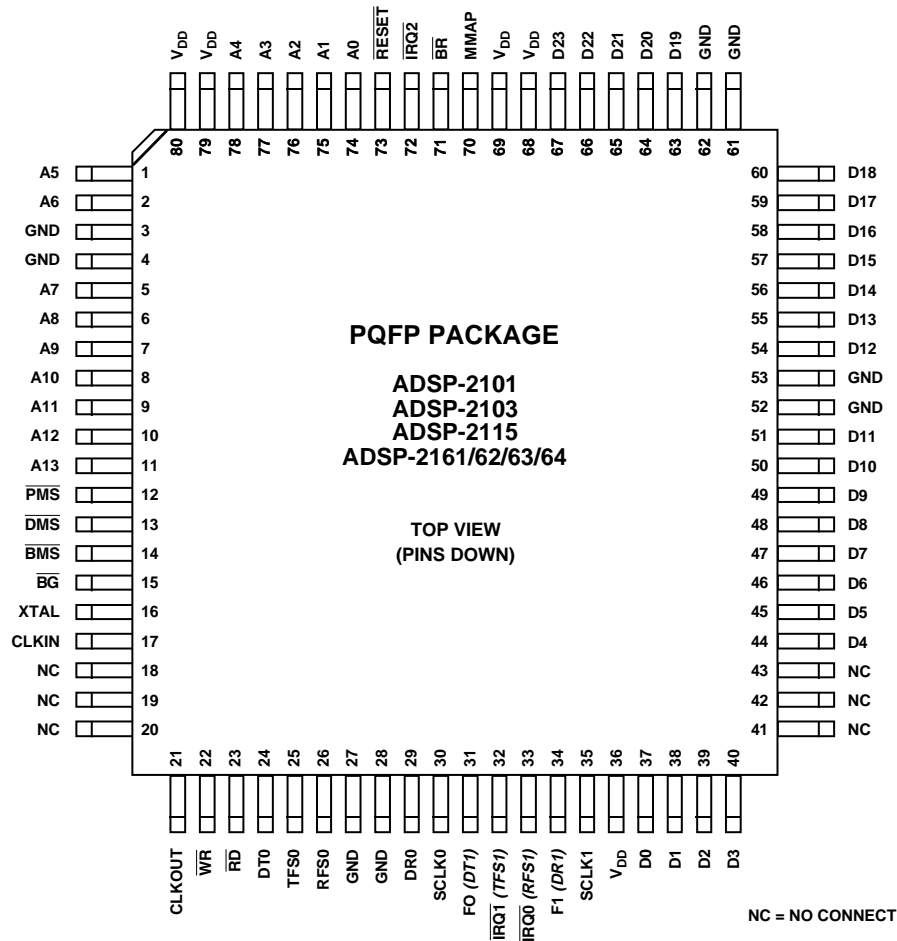 VDD VDD A4 A3 A2 A1 A0 RESET IRQ2 BR MMAP VDD VDD D23 D22 D21 D20 D19 GND GND
80 79 78 77 76 75 74 73 72 71 70 69 68 67 66 65 64 63 62 61
A5 1 60 D18
A6 2 59 D17
GND 3 58 D16
GND 4 57 D15
A7 5 56 D14
A8 6 55 D13
A9 7 54 D12
A10 8 53 GND
A11 9 52 GND
A12 10 51 D11
A13 11 50 D10
PMS 12 49 D9
DMS 13 48 D8
BMS 14 47 D7
BG 15 46 D6
XTAL 16 45 D5
CLKIN 17 44 D4
NC 18 43 NC
NC 19 42 NC
NC 20 41 NC
PQFP PACKAGE
ADSP-2101
ADSP-2103
ADSP-2115
ADSP-2161/62/63/64
TOP VIEW
(PINS DOWN)
21 22 23 24 25 26 27 28 29 30 31 32 33 34 35 36 37 38 39 40
CLKOUT WR RD DT0 TFS0 RFS0 GND GND DR0 SCLK0 FO (DT1) IRQ1 (TFS1) IRQ0 (RFS1) F1 (DR1) SCLK1 VDD D0 D1 D2 D3
NC = NO CONNECT